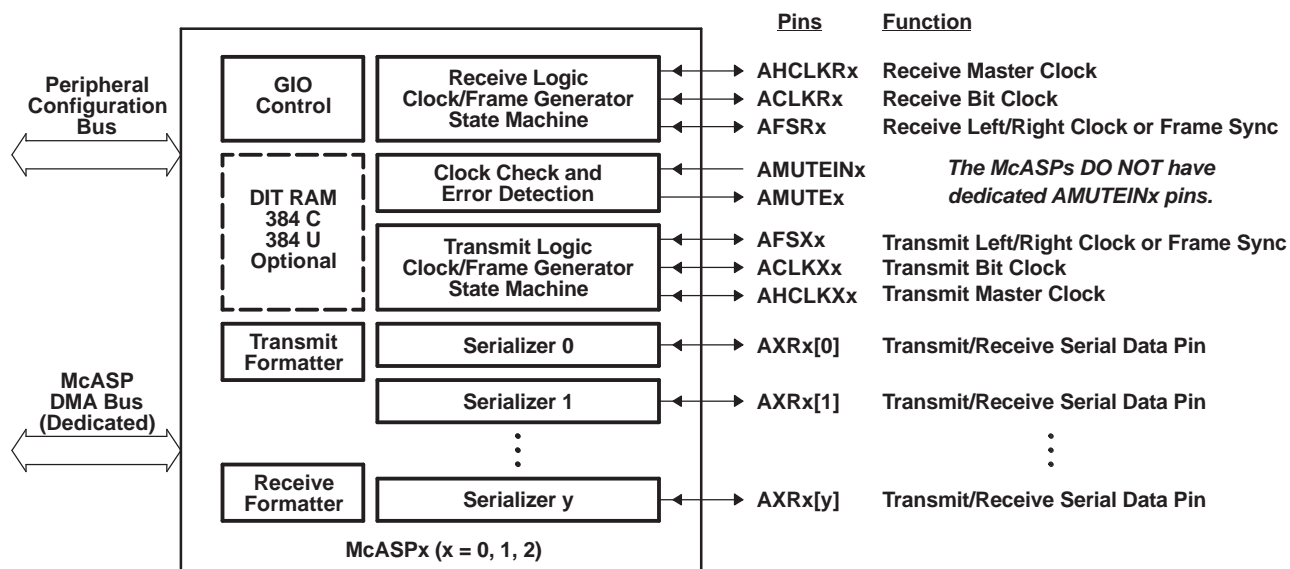 Pins Function
Peripheral
Configuration
Bus
GIO
Control
Receive Logic
Clock/Frame Generator
State Machine
AHCLKRx Receive Master Clock
ACLKRx Receive Bit Clock
AFSRx Receive Left/Right Clock or Frame Sync
DIT RAM
384 C
384 U
Optional
Clock Check and
Error Detection
AMUTEINx
AMUTEx
The McASPs DO NOT have
dedicated AMUTEINx pins.
Transmit Logic
Clock/Frame Generator
State Machine
AFSXx Transmit Left/Right Clock or Frame Sync
ACLKXx Transmit Bit Clock
AHCLKXx Transmit Master Clock
Transmit
Formatter
Serializer 0
AXRx[0] Transmit/Receive Serial Data Pin
McASP
DMA Bus
(Dedicated)
Serializer 1
AXRx[1] Transmit/Receive Serial Data Pin
Receive
Formatter
Serializer y
AXRx[y] Transmit/Receive Serial Data Pin
McASPx (x = 0, 1, 2)